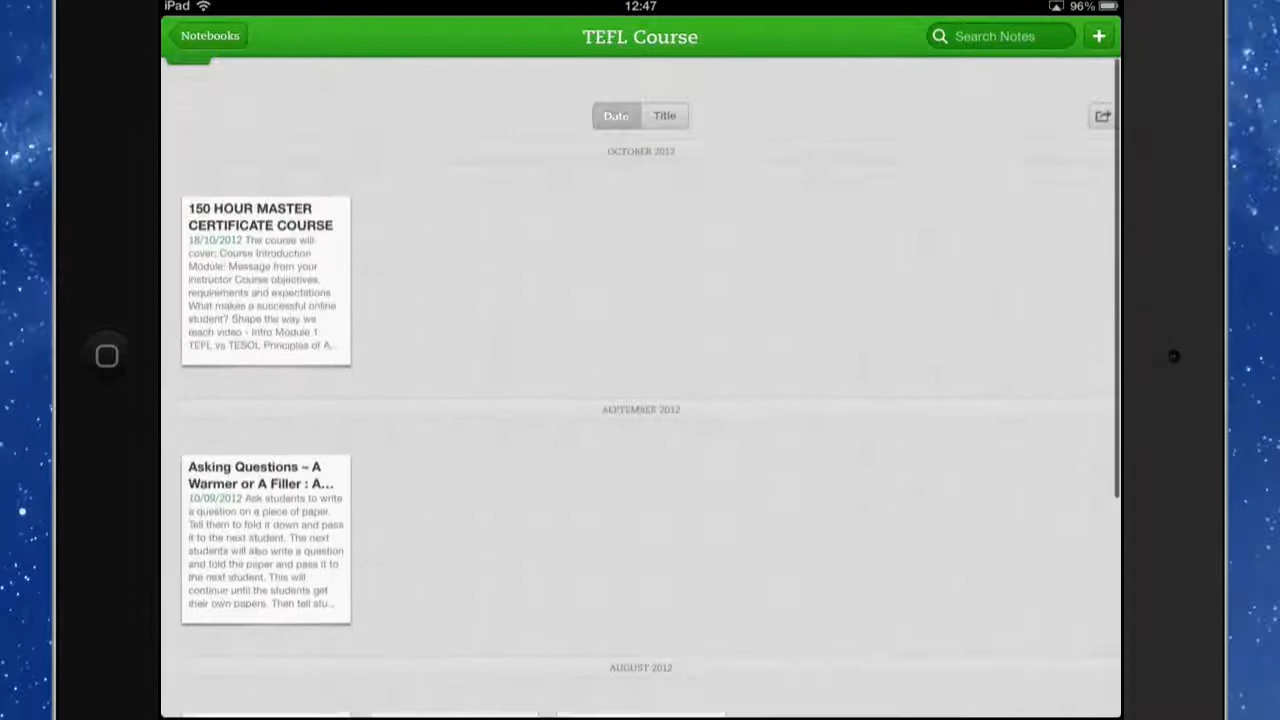 iPad 12:47 96%
Notebooks TEFL Course Search Notes
Date Title
OCTOBER 2012
150 HOUR MASTER
CERTIFICATE COURSE
18/10/2012 The course will
cover: Course Introduction
Module: Message from your
instructor Course objectives,
requirements and expectations
What makes a successful online
student? Shape the way we
teach video - Intro Module 1:
TEFL vs TESOL Principles of A...
SEPTEMBER 2012
Asking Questions ~ A
Warmer or A Filler : A...
10/09/2012 Ask students to write
a question on a piece of paper.
Tell them to fold it down and pass
it to the next student. The next
students will also write a question
and fold the paper and pass it to
the next student. This will
continue until the students get
their own papers. Then tell stu...
AUGUST 2012